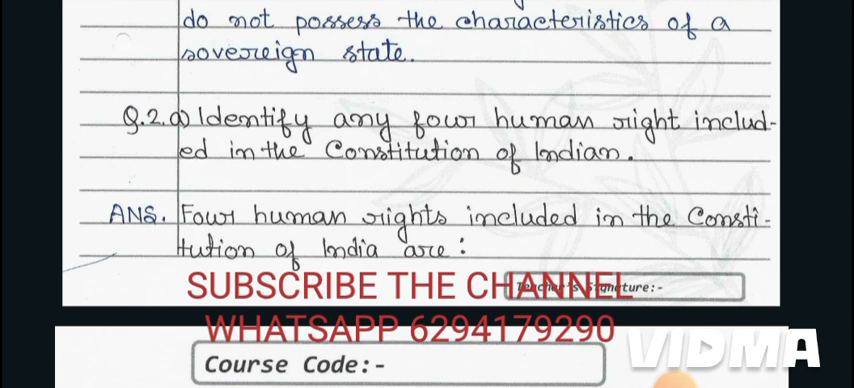 do not possess the characteristics of a
sovereign state.
Q.2.a) Identify any four human right includ-
ed in the Constitution of Indian.
ANS. Four human rights included in the Consti-
tution of India are:
SUBSCRIBE THE CHANNEL
Teacher's Signature:-
WHATSAPP 6294179290
VIDMA
Course Code:-